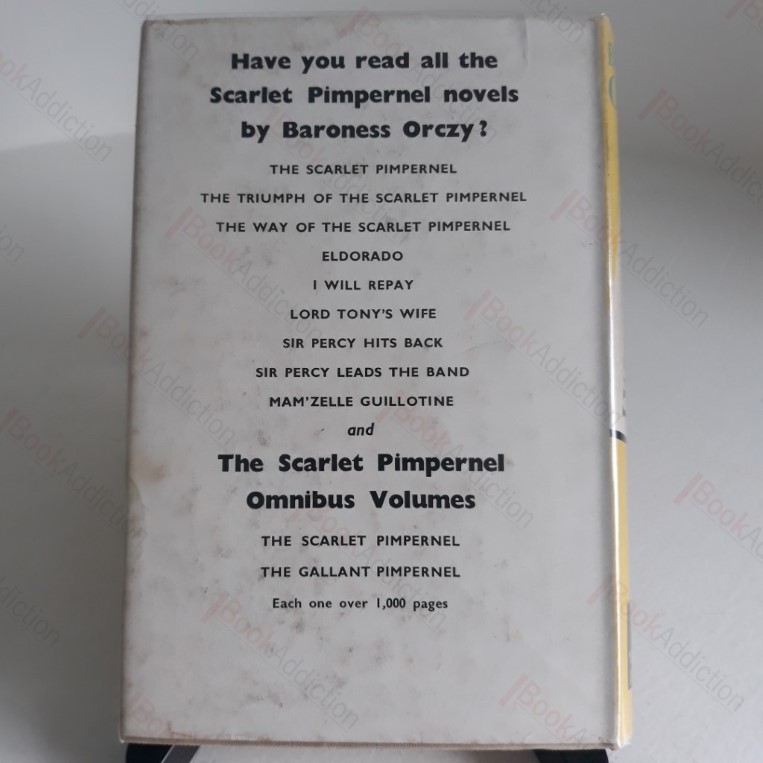 Have you read all the
Scarlet Pimpernel novels
by Baroness Orczy?
THE SCARLET PIMPERNEL
THE TRIUMPH OF THE SCARLET PIMPERNEL
THE WAY OF THE SCARLET PIMPERNEL
ELDORADO
I WILL REPAY
LORD TONY'S WIFE
SIR PERCY HITS BACK
SIR PERCY LEADS THE BAND
MAM'ZELLE GUILLOTINE
and
The Scarlet Pimpernel
Omnibus Volumes
THE SCARLET PIMPERNEL
THE GALLANT PIMPERNEL
Each one over 1,000 pages
BookAddiction